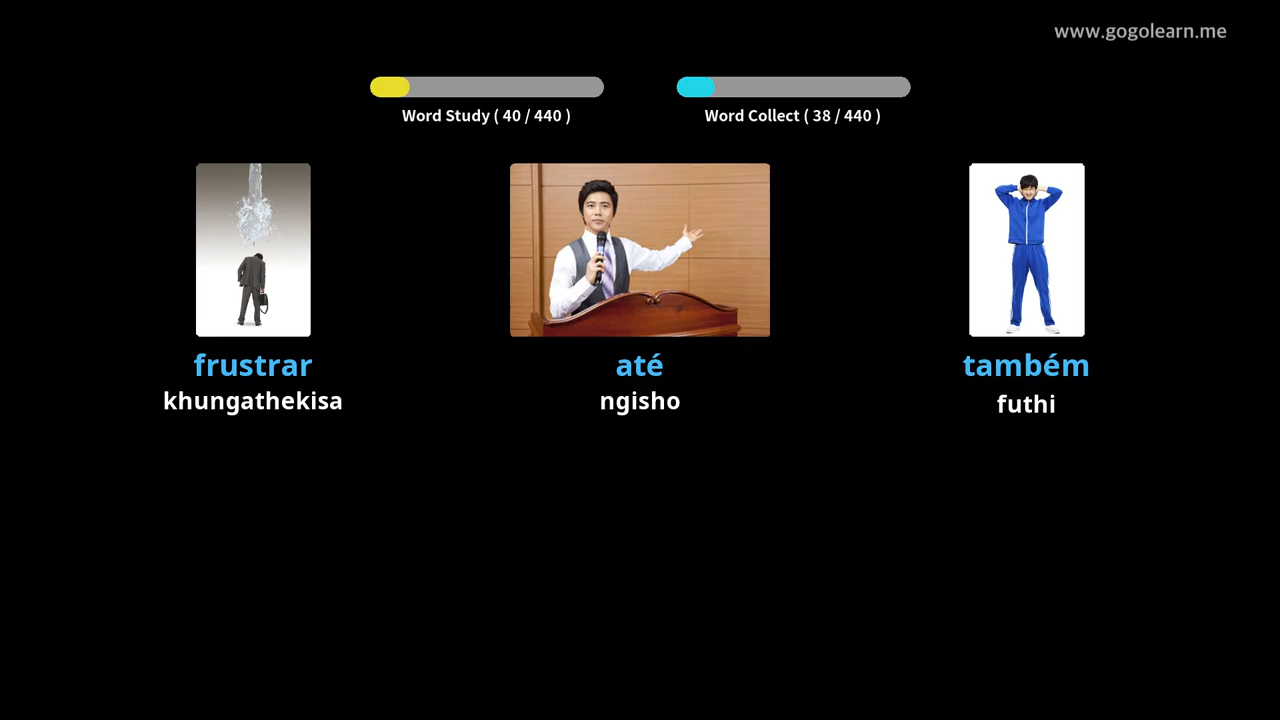 www.gogolearn.me
Word Study ( 40 / 440 )
Word Collect ( 38 / 440 )
frustrar
khungathekisa
até
ngisho
também
futhi